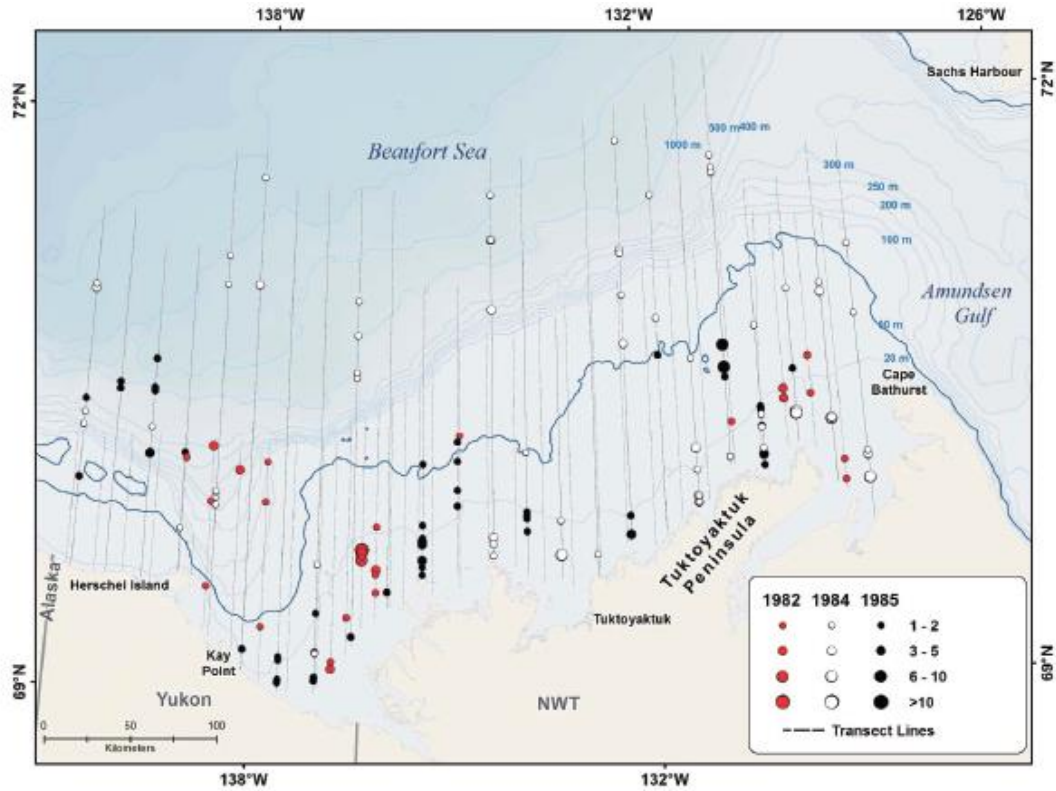 138°W 132°W 126°W
72°N
72°N
Sachs Harbour
Beaufort Sea
500 m 400 m
1000 m
300 m
250 m
200 m
100 m
Amundsen
Gulf
50 m
20 m
Cape
Bathurst
Tuktoyaktuk
Peninsula
Alaska
Herschel Island
Tuktoyaktuk
Kay
Point
69°N
69°N
Yukon
NWT
0 50 100
Kilometers
1982 1984 1985
1 - 2
3 - 5
6 - 10
>10
Transect Lines
138°W 132°W